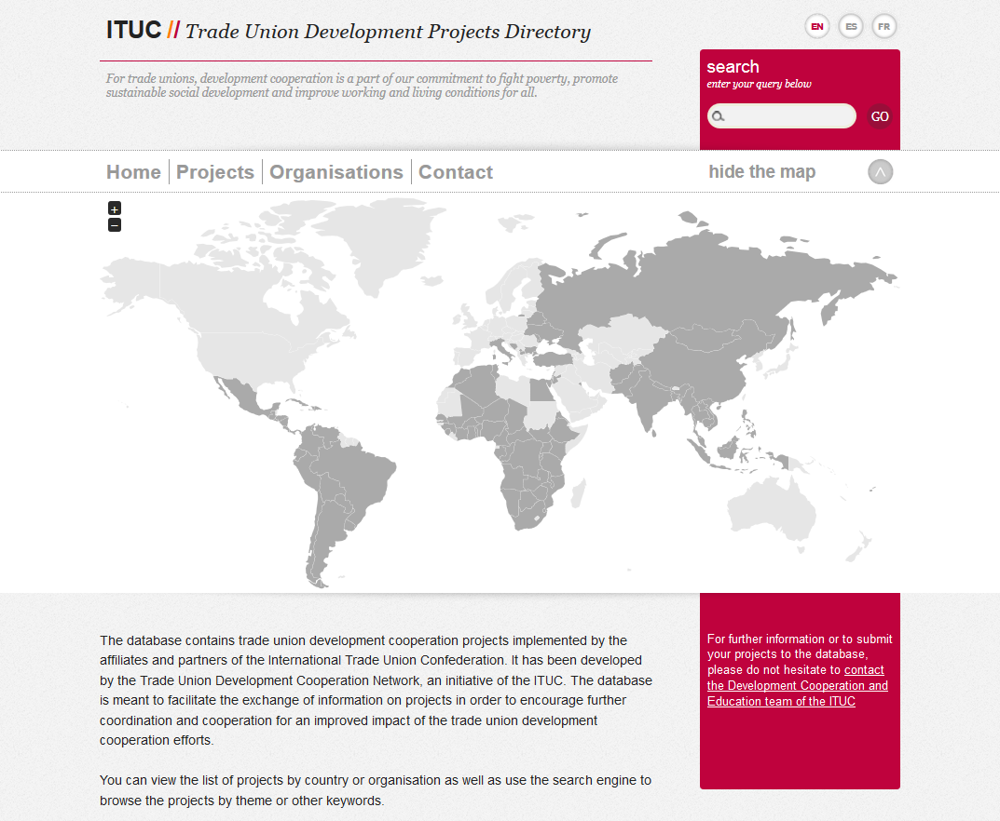 ITUC // Trade Union Development Projects Directory
EN ES FR
For trade unions, development cooperation is a part of our commitment to fight poverty, promote
sustainable social development and improve working and living conditions for all.
search
enter your query below
GO
Home Projects Organisations Contact
hide the map
+
−
The database contains trade union development cooperation projects implemented by the
affiliates and partners of the International Trade Union Confederation. It has been developed
by the Trade Union Development Cooperation Network, an initiative of the ITUC. The database
is meant to facilitate the exchange of information on projects in order to encourage further
coordination and cooperation for an improved impact of the trade union development
cooperation efforts.
You can view the list of projects by country or organisation as well as use the search engine to
browse the projects by theme or other keywords.
For further information or to submit
your projects to the database,
please do not hesitate to contact
the Development Cooperation and
Education team of the ITUC